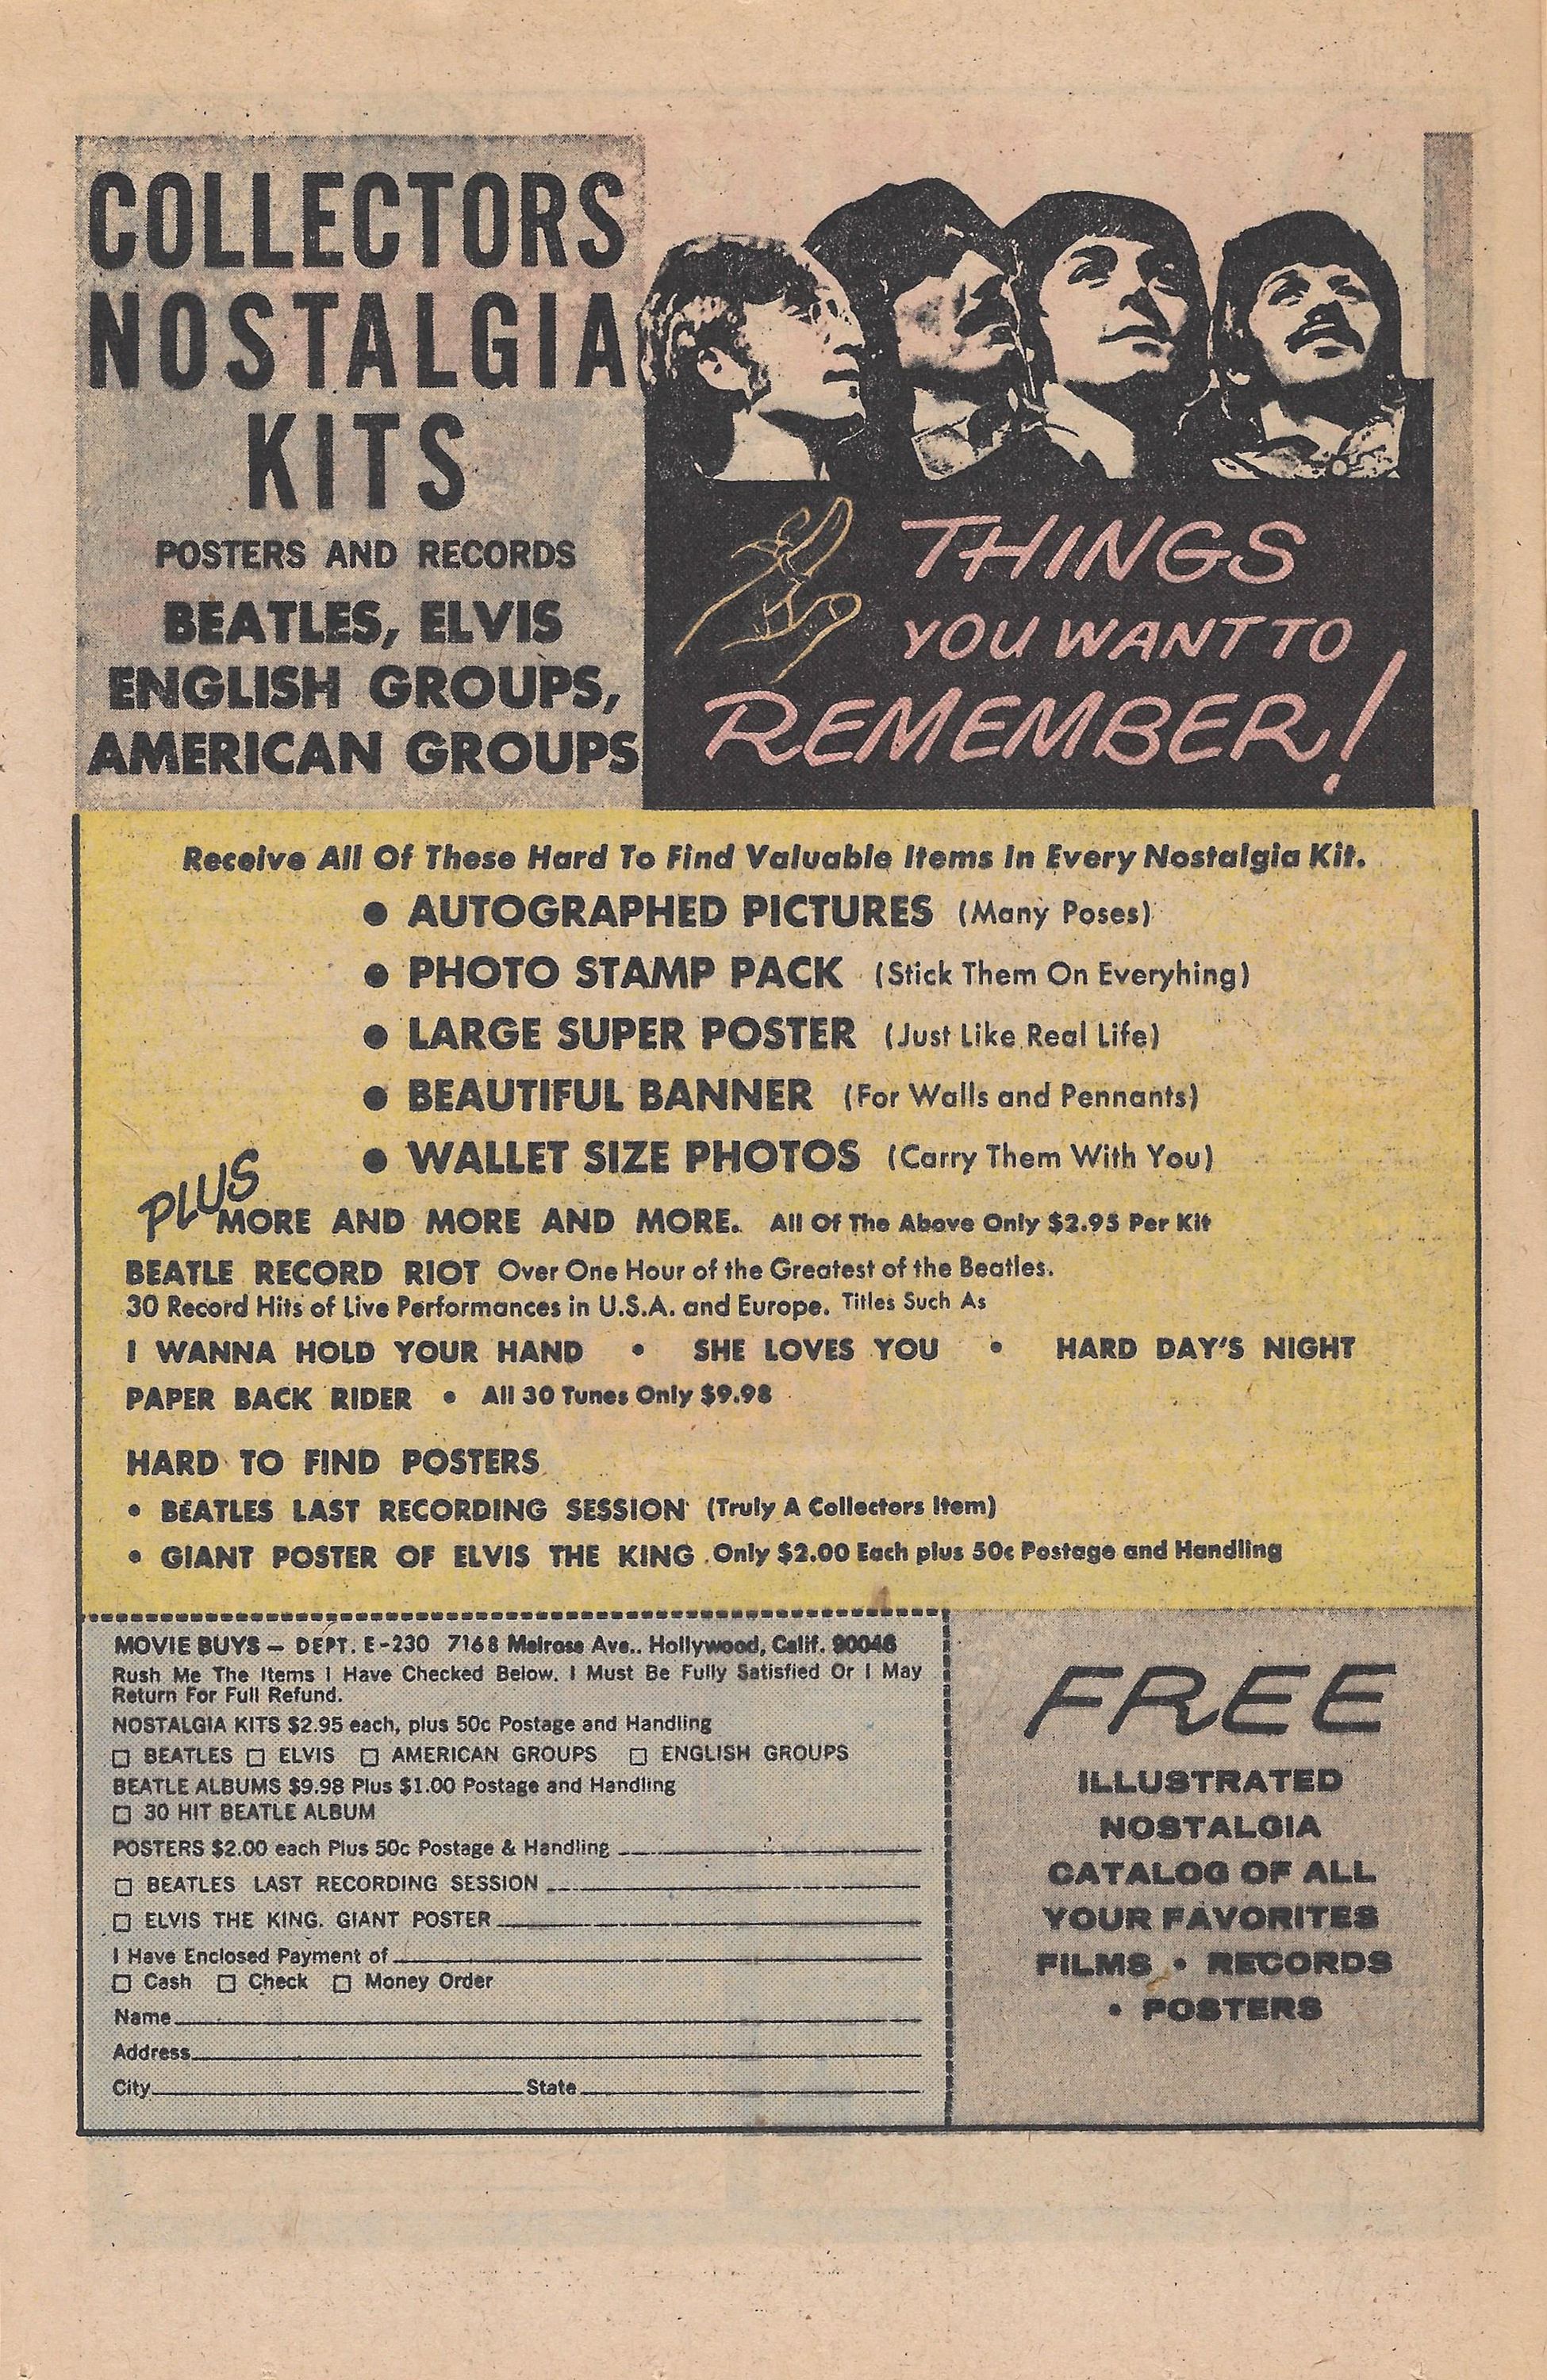 COLLECTORS
NOSTALGIA
KITS
POSTERS AND RECORDS
BEATLES, ELVIS
ENGLISH GROUPS,
AMERICAN GROUPS
THINGS
YOU WANT TO
REMEMBER!
Receive All Of These Hard To Find Valuable Items In Every Nostalgia Kit.
• AUTOGRAPHED PICTURES (Many Poses)
• PHOTO STAMP PACK (Stick Them On Everyhing)
• LARGE SUPER POSTER (Just Like Real Life)
• BEAUTIFUL BANNER (For Walls and Pennants)
• WALLET SIZE PHOTOS (Carry Them With You)
PLUS
MORE AND MORE AND MORE. All Of The Above Only $2.95 Per Kit
BEATLE RECORD RIOT Over One Hour of the Greatest of the Beatles.
30 Record Hits of Live Performances in U.S.A. and Europe. Titles Such As
I WANNA HOLD YOUR HAND • SHE LOVES YOU • HARD DAY'S NIGHT
PAPER BACK RIDER • All 30 Tunes Only $9.98
HARD TO FIND POSTERS
• BEATLES LAST RECORDING SESSION (Truly A Collectors Item)
• GIANT POSTER OF ELVIS THE KING Only $2.00 Each plus 50¢ Postage and Handling
MOVIE BUYS — DEPT. E-230 7168 Melrose Ave.. Hollywood, Calif. 90046
Rush Me The Items I Have Checked Below. I Must Be Fully Satisfied Or I May
Return For Full Refund.
NOSTALGIA KITS $2.95 each, plus 50c Postage and Handling
☐ BEATLES ☐ ELVIS ☐ AMERICAN GROUPS ☐ ENGLISH GROUPS
BEATLE ALBUMS $9.98 Plus $1.00 Postage and Handling
☐ 30 HIT BEATLE ALBUM
POSTERS $2.00 each Plus 50c Postage & Handling
☐ BEATLES LAST RECORDING SESSION
☐ ELVIS THE KING. GIANT POSTER
I Have Enclosed Payment of
☐ Cash ☐ Check ☐ Money Order
Name
Address
City State
FREE
ILLUSTRATED
NOSTALGIA
CATALOG OF ALL
YOUR FAVORITES
FILMS • RECORDS
• POSTERS